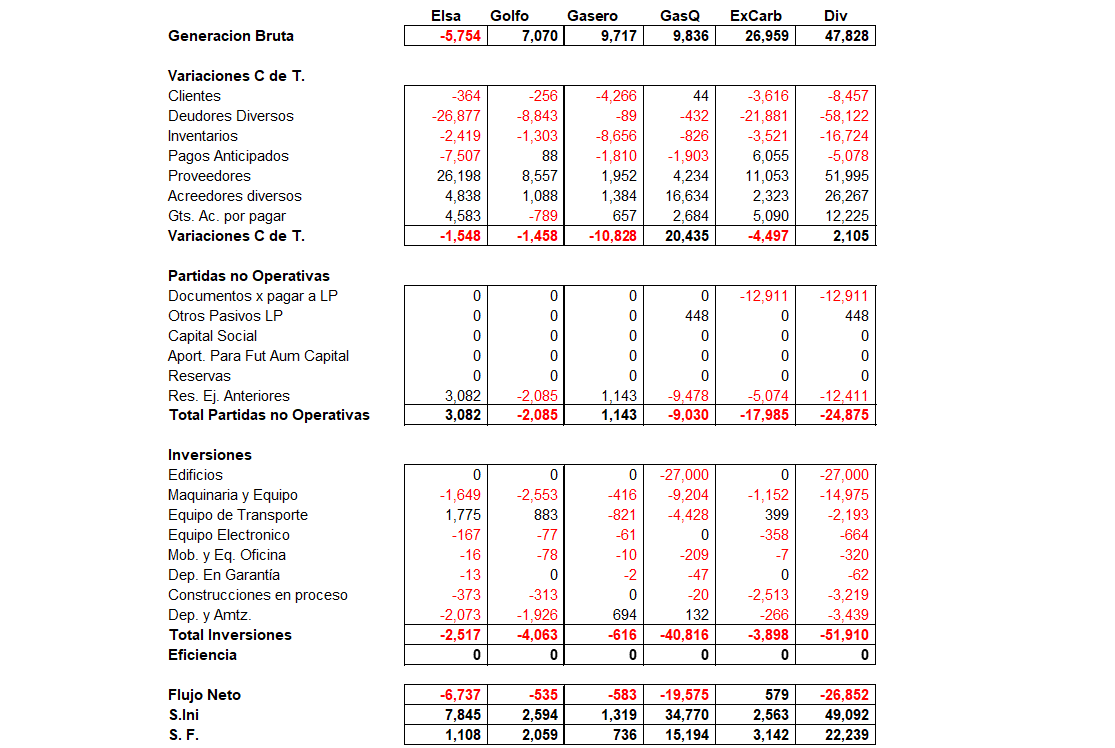 Elsa Golfo Gasero GasQ ExCarb Div
Generacion Bruta -5,754 7,070 9,717 9,836 26,959 47,828
Variaciones C de T.
Clientes -364 -256 -4,266 44 -3,616 -8,457
Deudores Diversos -26,877 -8,843 -89 -432 -21,881 -58,122
Inventarios -2,419 -1,303 -8,656 -826 -3,521 -16,724
Pagos Anticipados -7,507 88 -1,810 -1,903 6,055 -5,078
Proveedores 26,198 8,557 1,952 4,234 11,053 51,995
Acreedores diversos 4,838 1,088 1,384 16,634 2,323 26,267
Gts. Ac. por pagar 4,583 -789 657 2,684 5,090 12,225
Variaciones C de T. -1,548 -1,458 -10,828 20,435 -4,497 2,105
Partidas no Operativas
Documentos x pagar a LP 0 0 0 0 -12,911 -12,911
Otros Pasivos LP 0 0 0 448 0 448
Capital Social 0 0 0 0 0 0
Aport. Para Fut Aum Capital 0 0 0 0 0 0
Reservas 0 0 0 0 0 0
Res. Ej. Anteriores 3,082 -2,085 1,143 -9,478 -5,074 -12,411
Total Partidas no Operativas 3,082 -2,085 1,143 -9,030 -17,985 -24,875
Inversiones
Edificios 0 0 0 -27,000 0 -27,000
Maquinaria y Equipo -1,649 -2,553 -416 -9,204 -1,152 -14,975
Equipo de Transporte 1,775 883 -821 -4,428 399 -2,193
Equipo Electronico -167 -77 -61 0 -358 -664
Mob. y Eq. Oficina -16 -78 -10 -209 -7 -320
Dep. En Garantía -13 0 -2 -47 0 -62
Construcciones en proceso -373 -313 0 -20 -2,513 -3,219
Dep. y Amtz. -2,073 -1,926 694 132 -266 -3,439
Total Inversiones -2,517 -4,063 -616 -40,816 -3,898 -51,910
Eficiencia 0 0 0 0 0 0
Flujo Neto -6,737 -535 -583 -19,575 579 -26,852
S.Ini 7,845 2,594 1,319 34,770 2,563 49,092
S. F. 1,108 2,059 736 15,194 3,142 22,239